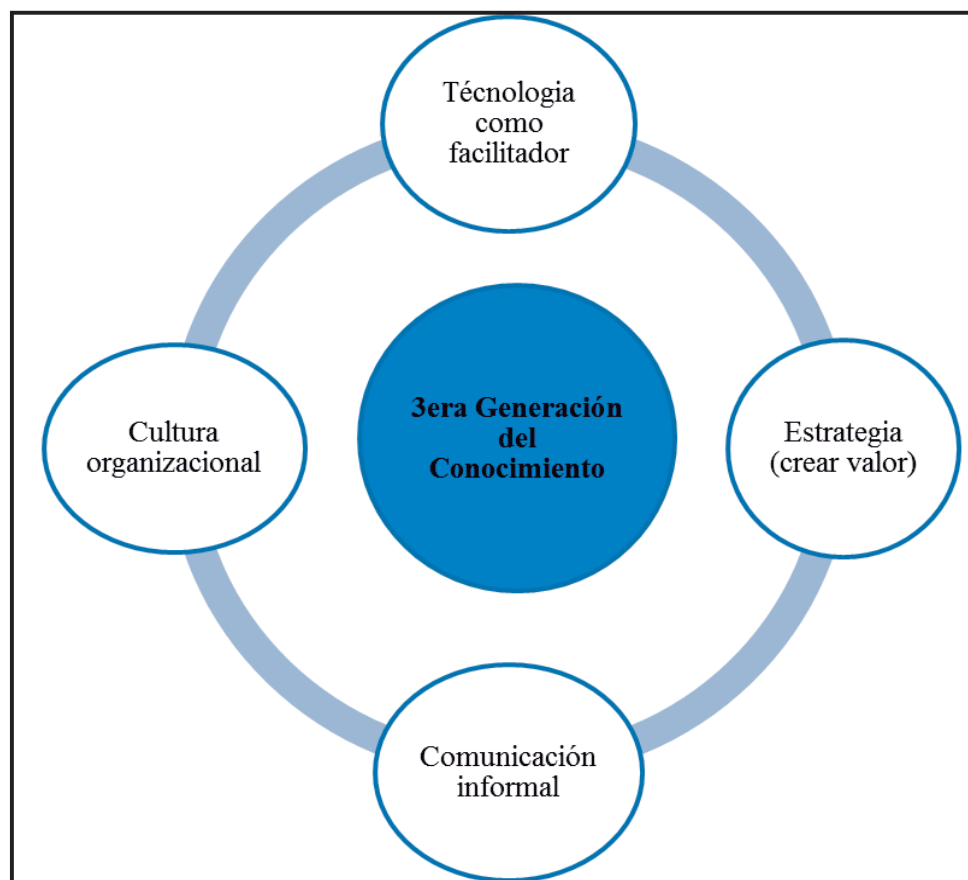 Técnologia
como
facilitador
3era Generación
del
Conocimiento
Cultura
organizacional
Estrategia
(crear valor)
Comunicación
informal